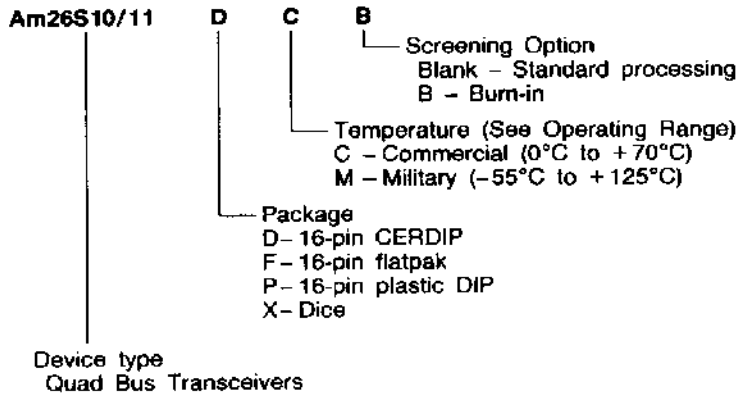 Am26S10/11 D C B
Screening Option
Blank – Standard processing
B – Burn-in
Temperature (See Operating Range)
C – Commercial (0°C to +70°C)
M – Military (–55°C to +125°C)
Package
D – 16-pin CERDIP
F – 16-pin flatpak
P – 16-pin plastic DIP
X – Dice
Device type
Quad Bus Transceivers